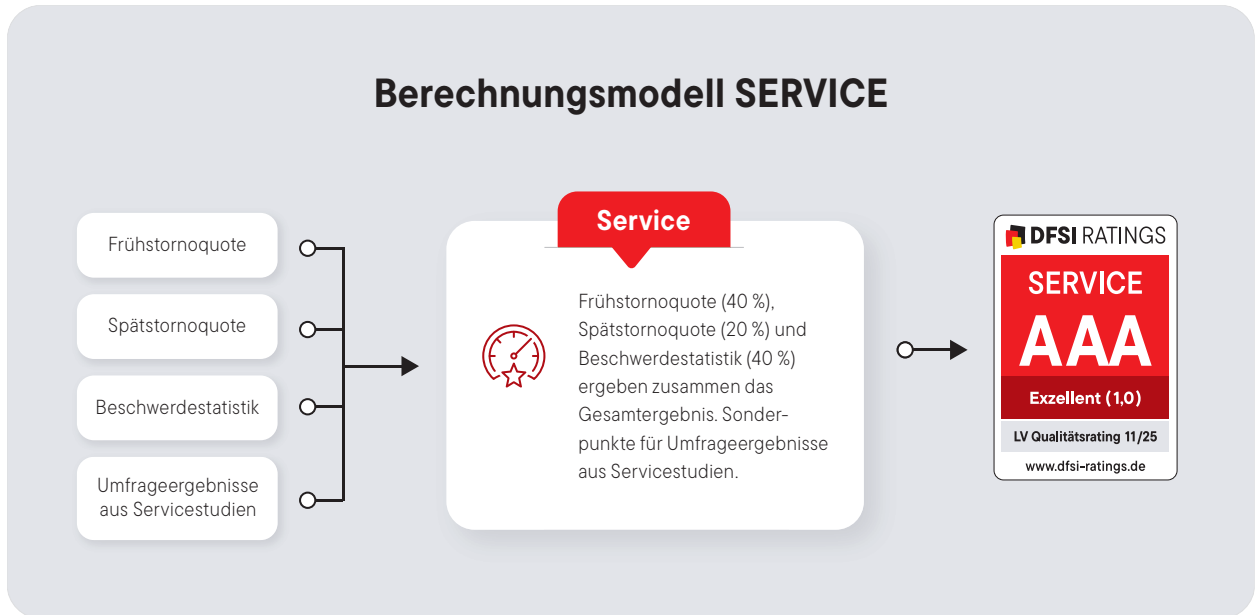 Berechnungsmodell SERVICE
Frühstornoquote
Spätstornoquote
Beschwerdestatistik
Umfrageergebnisse
aus Servicestudien
Service
Frühstornoquote (40 %),
Spätstornoquote (20 %) und
Beschwerdestatistik (40 %)
ergeben zusammen das
Gesamtergebnis. Sonder-
punkte für Umfrageergebnisse
aus Servicestudien.
DFSI RATINGS
SERVICE
AAA
Exzellent (1,0)
LV Qualitätsrating 11/25
www.dfsi-ratings.de